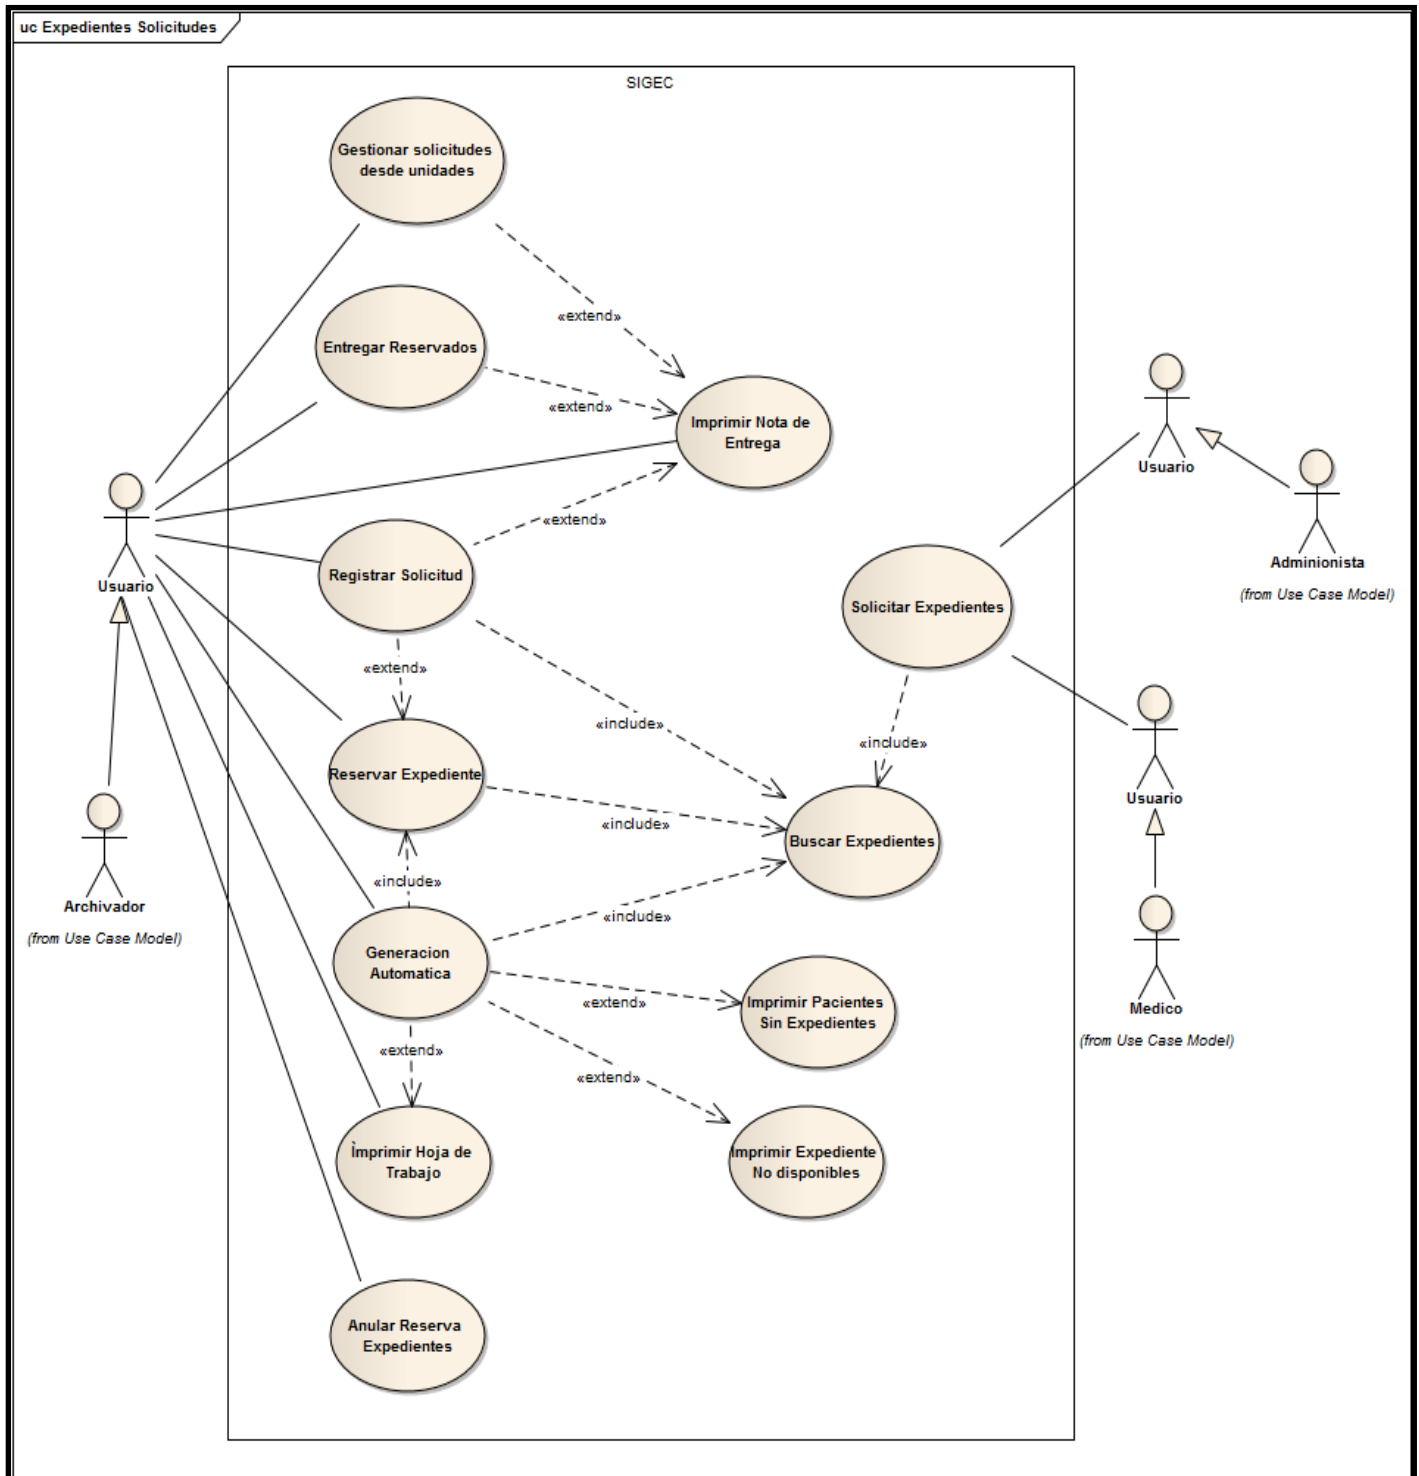 uc Expedientes Solicitudes
SIGEC
Gestionar solicitudes
desde unidades
«extend»
Entregar Reservados
«extend»
Imprimir Nota de
Entrega
Usuario
Adminionista
(from Use Case Model)
«extend»
Usuario
Registrar Solicitud
Solicitar Expedientes
«extend»
«include»
«include»
Usuario
Reservar Expediente
«include»
Buscar Expedientes
«include»
Archivador
(from Use Case Model)
«include»
Generacion
Automatica
Medico
(from Use Case Model)
«extend»
Imprimir Pacientes
Sin Expedientes
«extend»
«extend»
Ìmprimir Hoja de
Trabajo
Imprimir Expediente
No disponibles
Anular Reserva
Expedientes